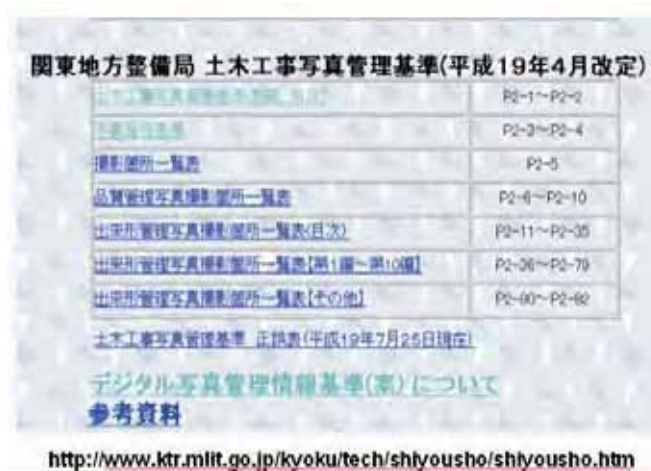 関東地方整備局 土木工事写真管理基準(平成19年4月改定)
P2-1～P2-2
P2-3～P2-4
撮影箇所一覧表 P2-5
品質管理写真撮影箇所一覧表 P2-6～P2-10
出来形管理写真撮影箇所一覧表(目次) P2-11～P2-35
出来形管理写真撮影箇所一覧表【第1編～第10編】 P2-36～P2-79
出来形管理写真撮影箇所一覧表【その他】
土木工事写真管理基準 正誤表(平成19年7月25日現在)
デジタル写真管理情報基準(案)について
参考資料
http://www.ktr.mlit.go.jp/kyoku/tech/shiyousho/shiyousho.htm